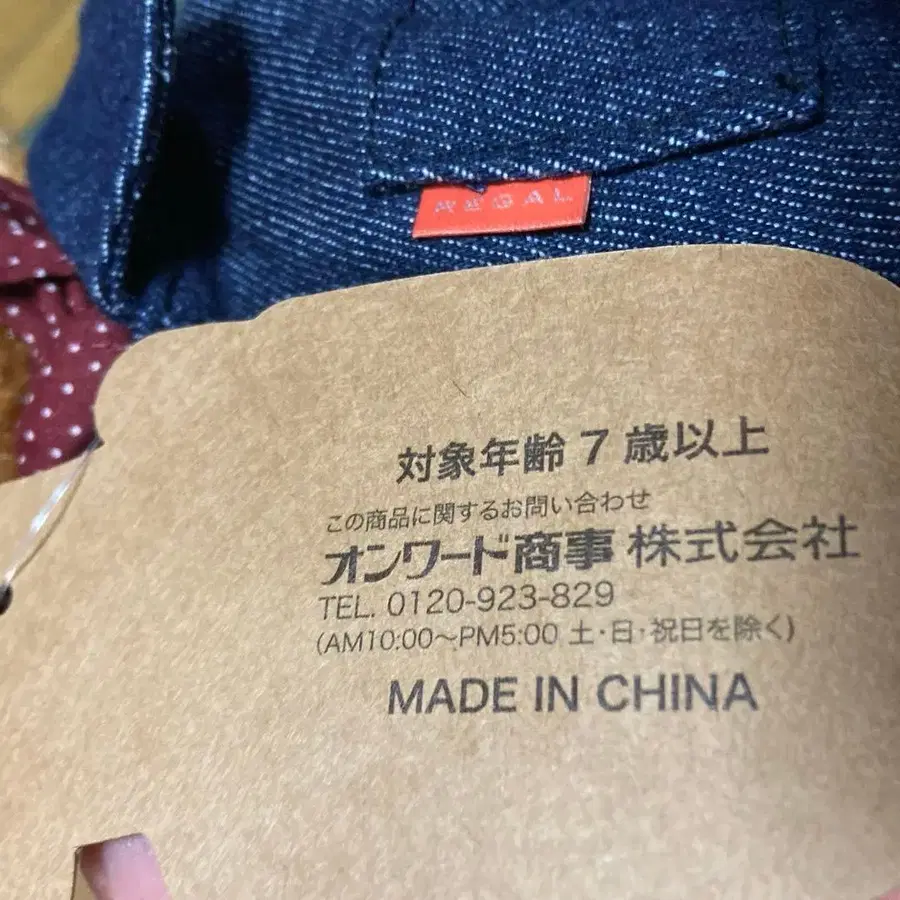 REGAL
対象年齢 7 歳以上
この商品に関するお問い合わせ
オンワード商事 株式会社
TEL. 0120-923-829
(AM10:00〜PM5:00 土・日・祝日を除く)
MADE IN CHINA